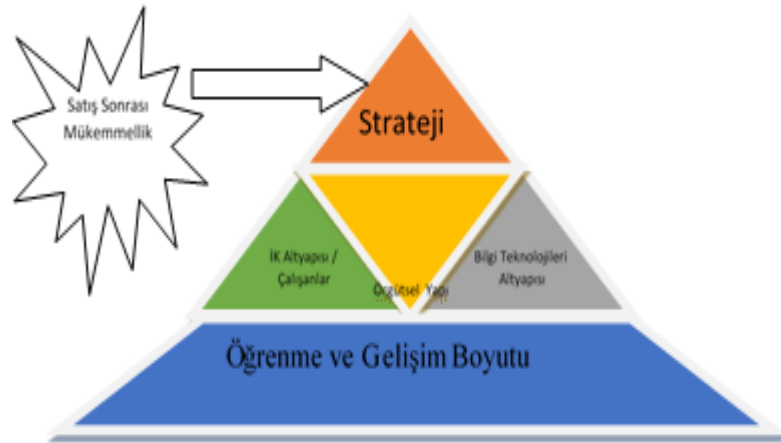 Satış Sonrası
Mükemmellik
Strateji
İK Altyapısı /
Çalışanlar
Örgütsel Yapı
Bilgi Teknolojileri
Altyapısı
Öğrenme ve Gelişim Boyutu